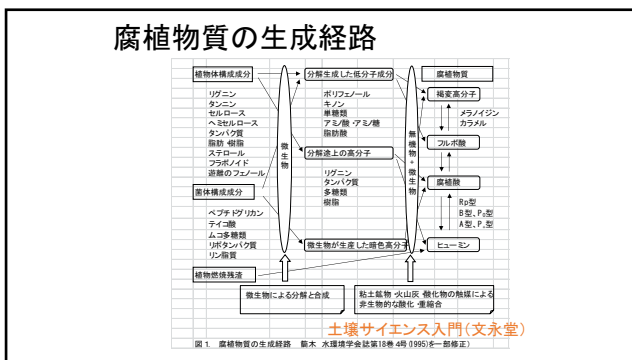 腐植物質の生成経路
植物体構成成分
リグニン
タンニン
セルロース
ヘミセルロース
タンパク質
脂肪・樹脂
ステロール
フラボノイド
遊離のフェノール
菌体構成成分
ペプチドグリカン
テイコ酸
ムコ多糖類
リポタンパク質
リン脂質
植物燃焼残渣
微生物
分解生成した低分子成分
ポリフェノール
キノン
単糖類
アミノ酸・アミノ糖
脂肪酸
分解途上の高分子
リグニン
タンパク質
多糖類
樹脂
微生物が生産した暗色高分子
無機物+微生物
腐植物質
褐変高分子
メラノイジン
カラメル
フルボ酸
腐植酸
Rp型
B型、P₀型
ヒューミン
微生物による分解と合成
粘土鉱物・火山灰・酸化物の触媒による
非生物的な酸化・重縮合
土壌サイエンス入門(文永堂)
図1. 腐植物質の生成経路 水環境学会誌第18巻4号(1995)を一部修正)